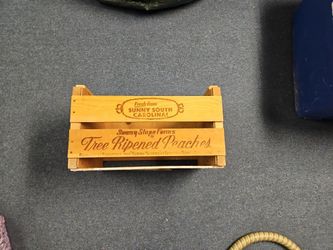 Fresh from
SUNNY SOUTH
CAROLINA!
Sunny Slope Farms
Tree Ripened Peaches